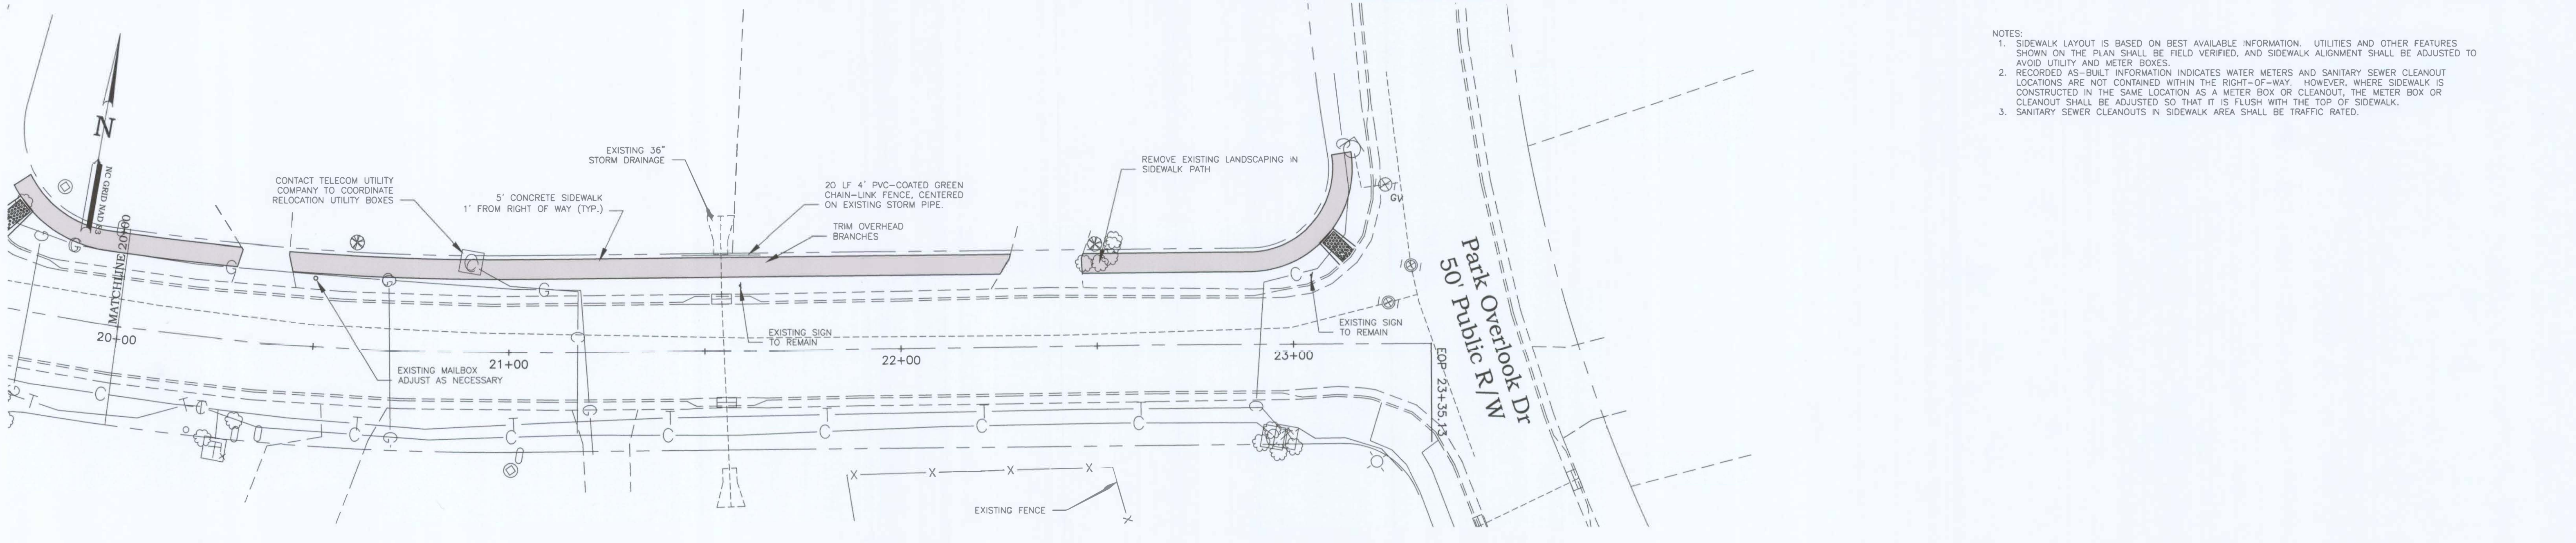 N
NC GRID NAD 83
MATCHLINE 20+00
CONTACT TELECOM UTILITY
COMPANY TO COORDINATE
RELOCATION UTILITY BOXES
5' CONCRETE SIDEWALK
1' FROM RIGHT OF WAY (TYP.)
EXISTING 36"
STORM DRAINAGE
20 LF 4' PVC-COATED GREEN
CHAIN-LINK FENCE, CENTERED
ON EXISTING STORM PIPE.
TRIM OVERHEAD
BRANCHES
REMOVE EXISTING LANDSCAPING IN
SIDEWALK PATH
GV
EXISTING SIGN
TO REMAIN
EXISTING SIGN
TO REMAIN
EXISTING MAILBOX
ADJUST AS NECESSARY
20+00
21+00
22+00
23+00
EOP 23+35.13
Park Overlook Dr
50' Public R/W
EXISTING FENCE
NOTES:
1. SIDEWALK LAYOUT IS BASED ON BEST AVAILABLE INFORMATION. UTILITIES AND OTHER FEATURES
SHOWN ON THE PLAN SHALL BE FIELD VERIFIED, AND SIDEWALK ALIGNMENT SHALL BE ADJUSTED TO
AVOID UTILITY AND METER BOXES.
2. RECORDED AS-BUILT INFORMATION INDICATES WATER METERS AND SANITARY SEWER CLEANOUT
LOCATIONS ARE NOT CONTAINED WITHIN THE RIGHT-OF-WAY. HOWEVER, WHERE SIDEWALK IS
CONSTRUCTED IN THE SAME LOCATION AS A METER BOX OR CLEANOUT, THE METER BOX OR
CLEANOUT SHALL BE ADJUSTED SO THAT IT IS FLUSH WITH THE TOP OF SIDEWALK.
3. SANITARY SEWER CLEANOUTS IN SIDEWALK AREA SHALL BE TRAFFIC RATED.